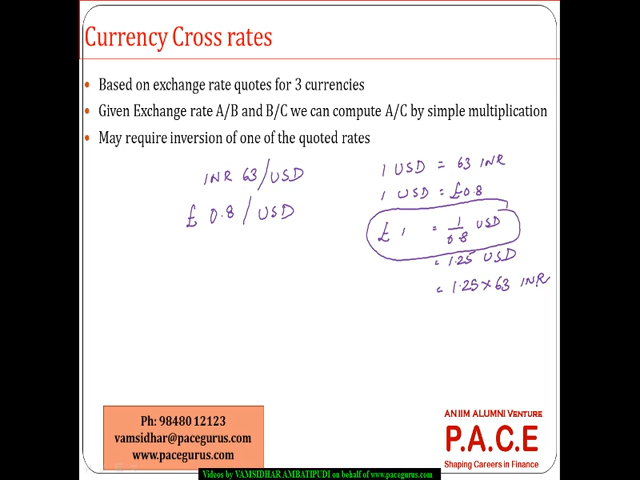 Currency Cross rates
• Based on exchange rate quotes for 3 currencies
• Given Exchange rate A/B and B/C we can compute A/C by simple multiplication
• May require inversion of one of the quoted rates
INR 63/USD
£ 0.8/USD
1 USD = 63 INR
1 USD = £0.8
£ 1 = 1/0.8 USD
= 1.25 USD
= 1.25 × 63 INR
Ph: 98480 12123
vamsidhar@pacegurus.com
www.pacegurus.com
AN IIM ALUMNI VENTURE
P.A.C.E
Shaping Careers in Finance
Videos by VAMSIDHAR AMBATIPUDI on behalf of www.pacegurus.com